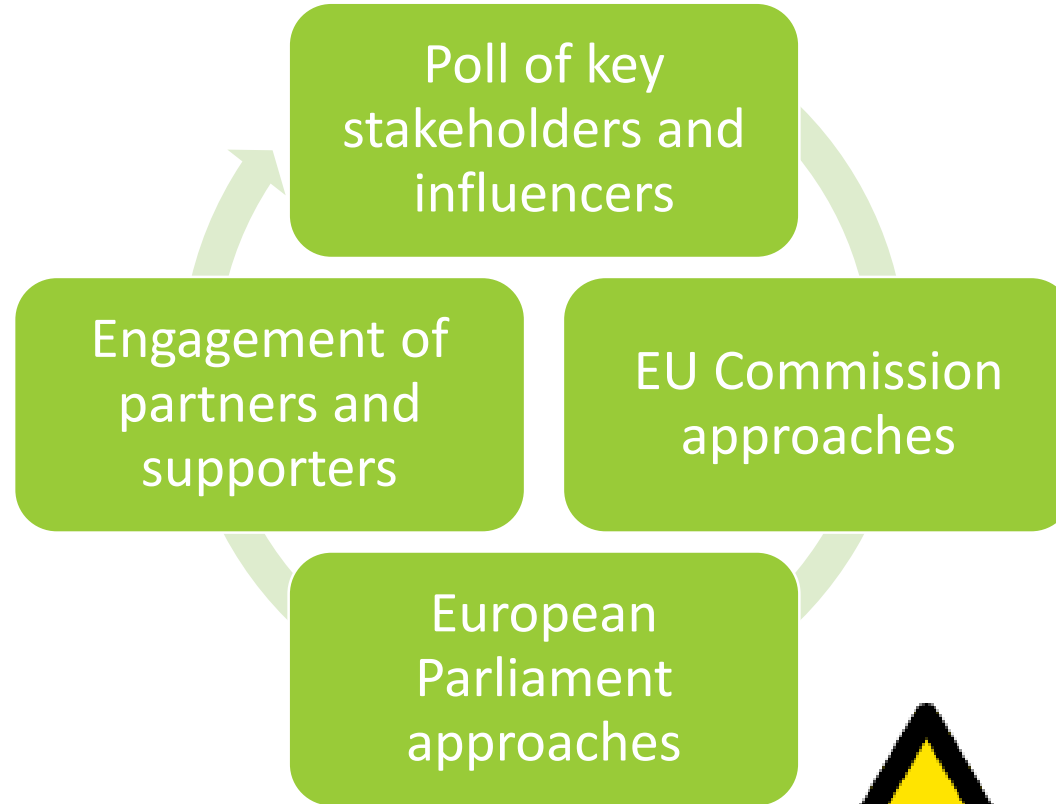 Poll of key
stakeholders and
influencers
Engagement of
partners and
supporters
EU Commission
approaches
European
Parliament
approaches